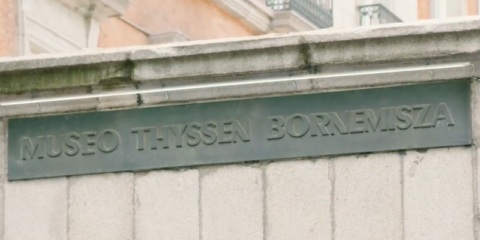 MUSEO THYSSEN BORNEMISZA